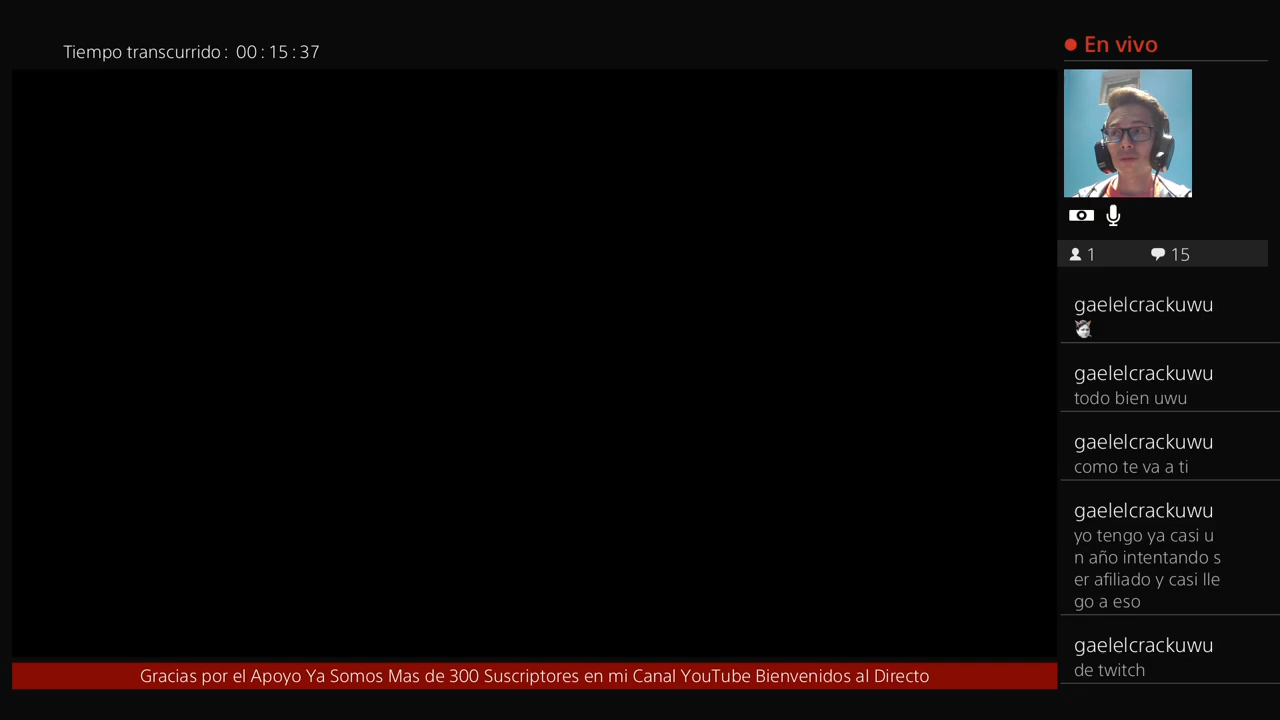 Tiempo transcurrido : 00 : 15 : 37
En vivo
1 15
gaelelcrackuwu
gaelelcrackuwu
todo bien uwu
gaelelcrackuwu
como te va a ti
gaelelcrackuwu
yo tengo ya casi u
n año intentando s
er afiliado y casi lle
go a eso
gaelelcrackuwu
de twitch
Gracias por el Apoyo Ya Somos Mas de 300 Suscriptores en mi Canal YouTube Bienvenidos al Directo